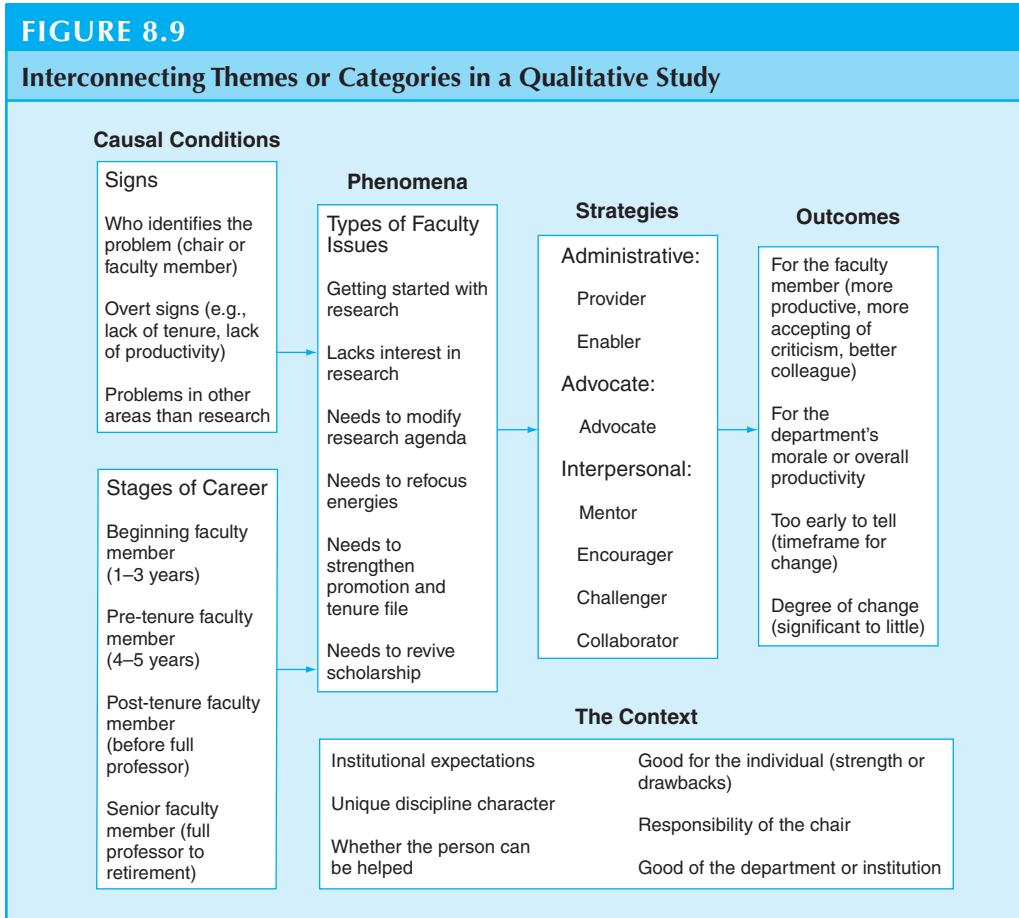 FIGURE 8.9
Interconnecting Themes or Categories in a Qualitative Study
Causal Conditions
Signs
Who identifies the
problem (chair or
faculty member)
Overt signs (e.g.,
lack of tenure, lack
of productivity)
Problems in other
areas than research
Stages of Career
Beginning faculty
member
(1–3 years)
Pre-tenure faculty
member
(4–5 years)
Post-tenure faculty
member
(before full
professor)
Senior faculty
member (full
professor to
retirement)
Phenomena
Types of Faculty
Issues
Getting started with
research
Lacks interest in
research
Needs to modify
research agenda
Needs to refocus
energies
Needs to
strengthen
promotion and
tenure file
Needs to revive
scholarship
Strategies
Administrative:
Provider
Enabler
Advocate:
Advocate
Interpersonal:
Mentor
Encourager
Challenger
Collaborator
Outcomes
For the faculty
member (more
productive, more
accepting of
criticism, better
colleague)
For the
department's
morale or overall
productivity
Too early to tell
(timeframe for
change)
Degree of change
(significant to little)
The Context
Institutional expectations
Unique discipline character
Whether the person can
be helped
Good for the individual (strength or
drawbacks)
Responsibility of the chair
Good of the department or institution